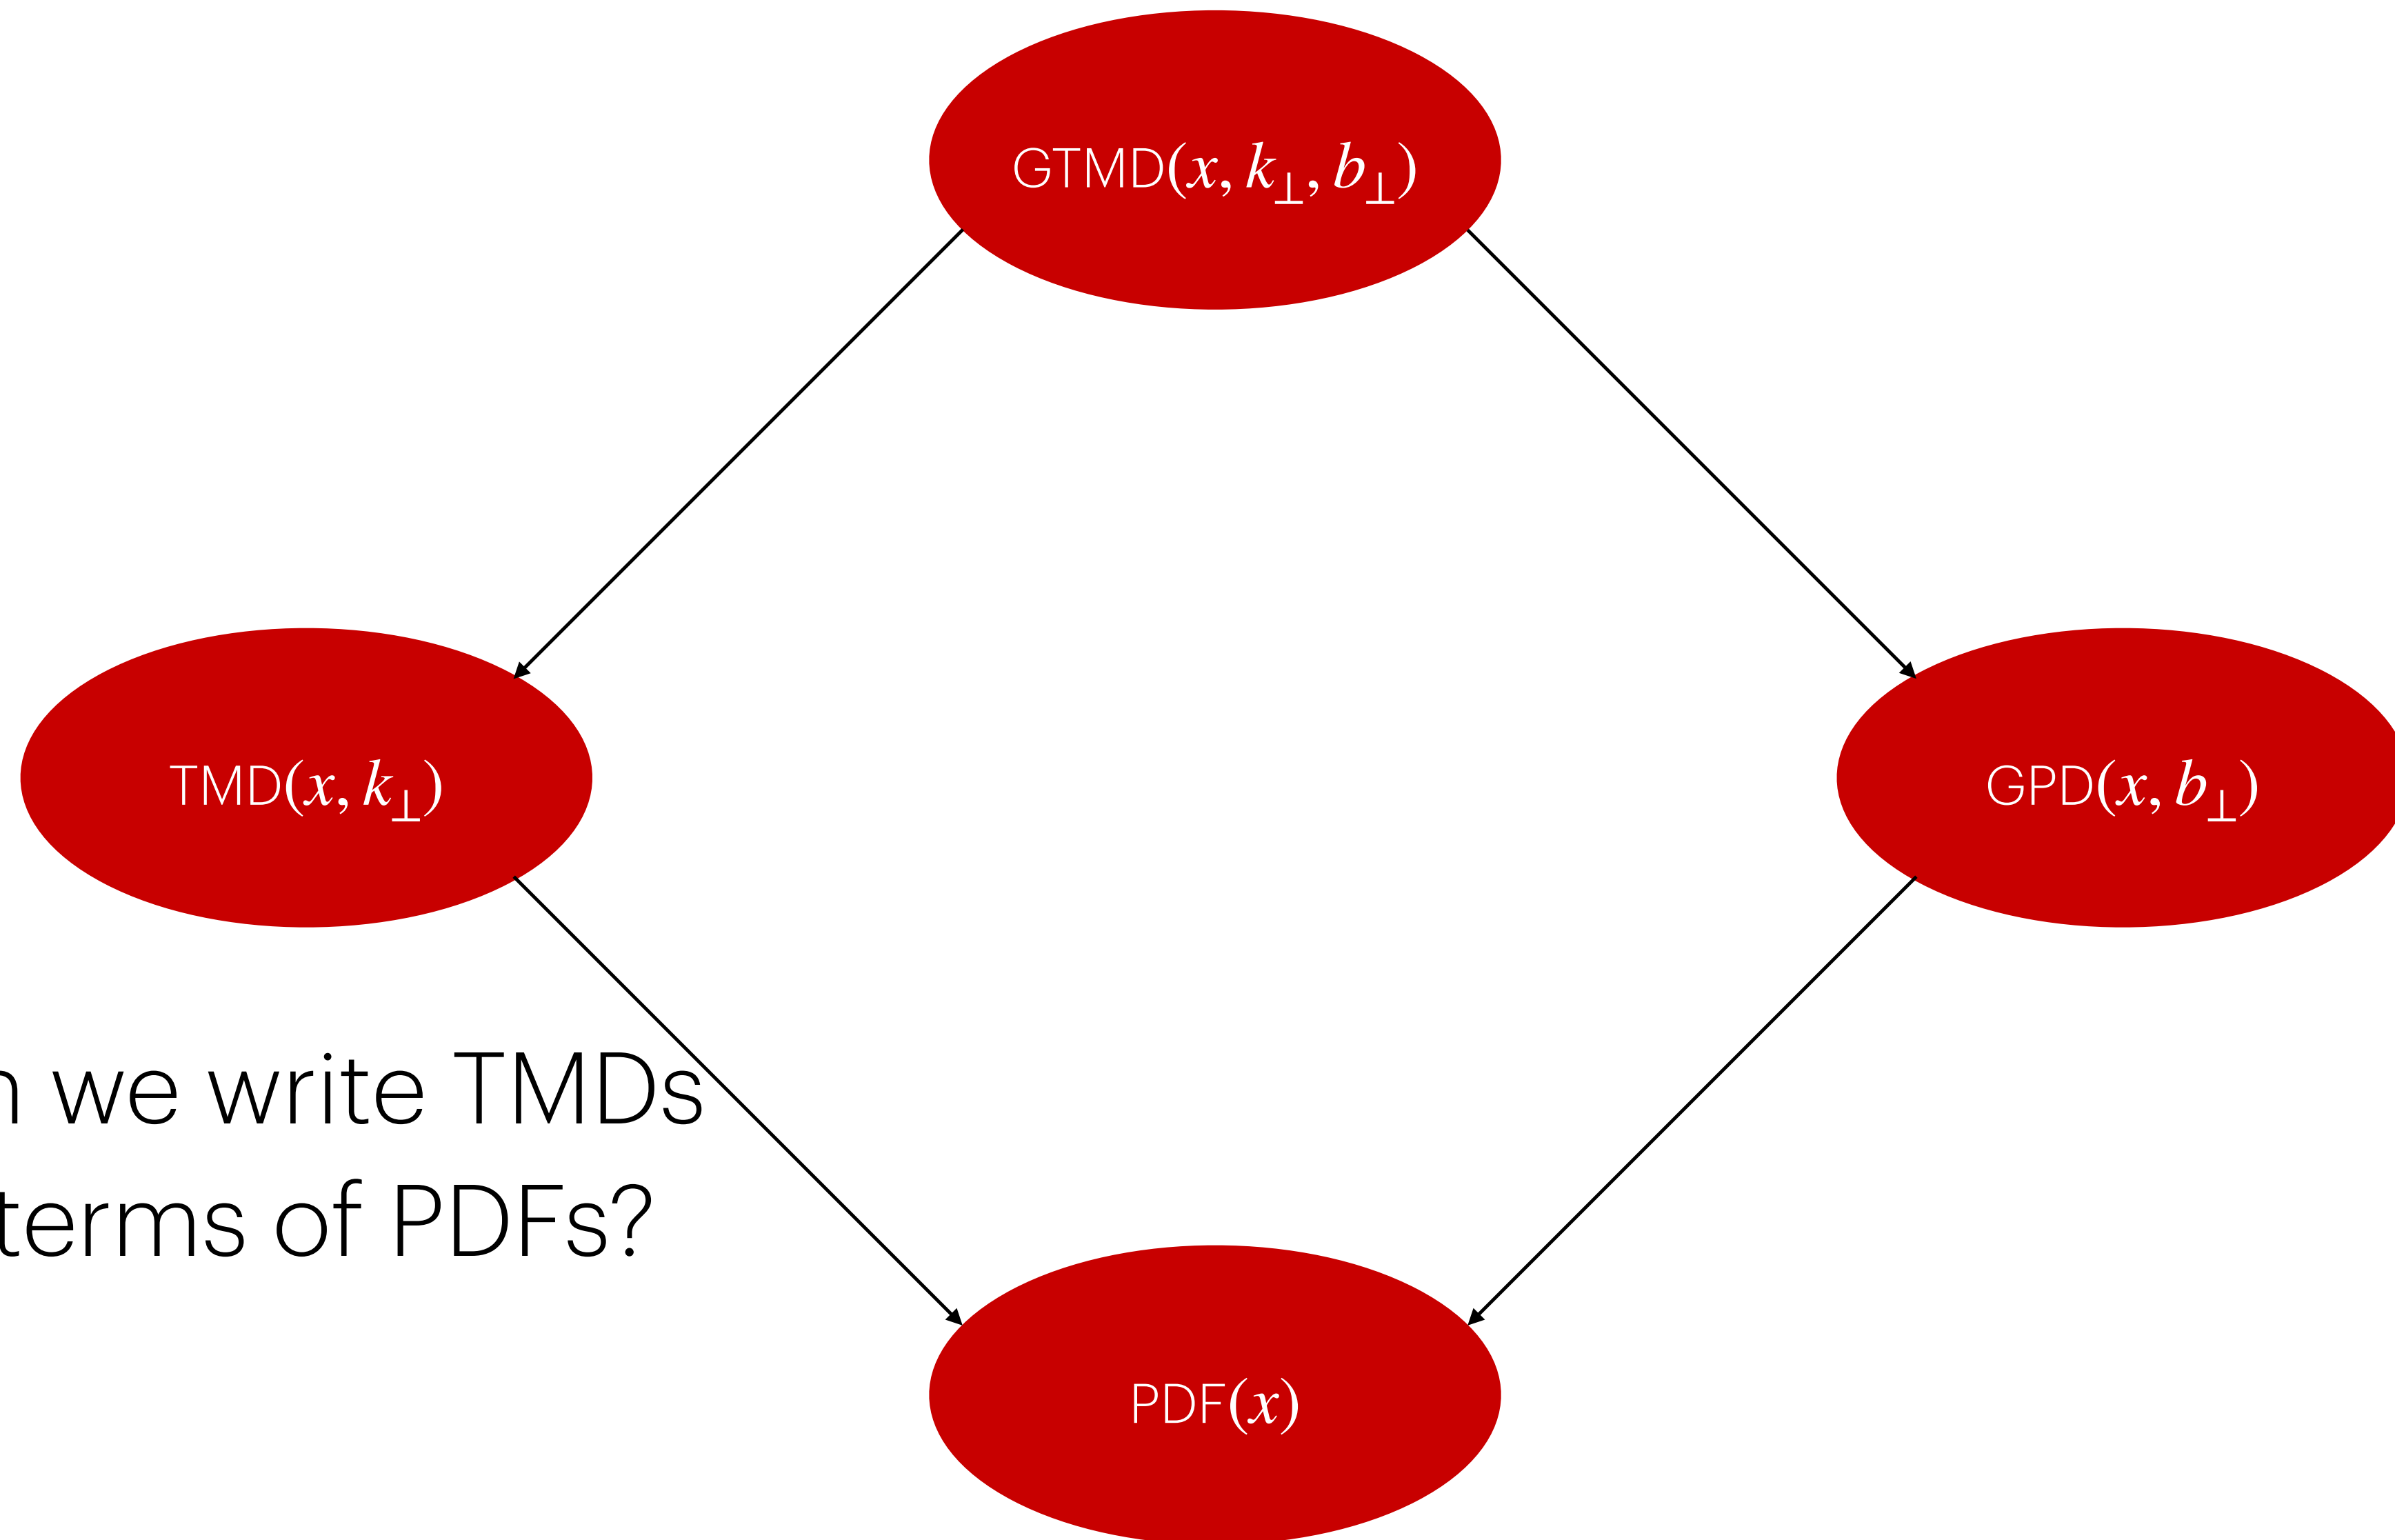 GTMD(x, k⊥, b⊥)
TMD(x, k⊥)
GPD(x, b⊥)
n we write TMDs
terms of PDFs?
PDF(x)